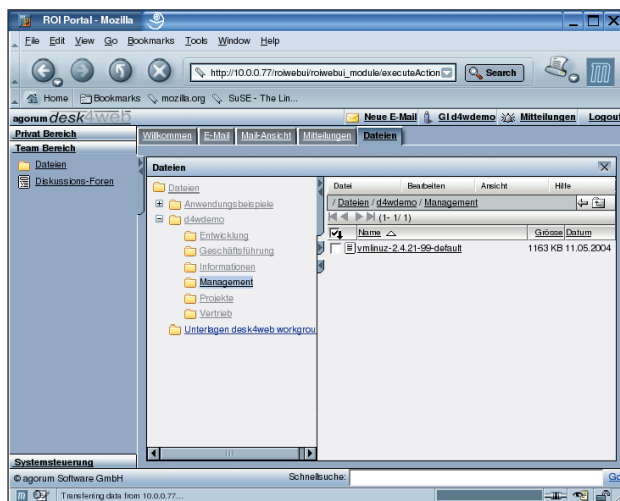 ROI Portal - Mozilla
File Edit View Go Bookmarks Tools Window Help
http://10.0.0.77/roiwebui/roiwebui_module/executeAction
Search
Home Bookmarks mozilla.org SuSE - The Lin...
agorum desk4web
Neue E-Mail GI d4wdemo Mitteilungen Logout
Privat Bereich
Willkommen E-Mail Mail-Ansicht Mitteilungen Dateien
Team Bereich
Dateien
Diskussions-Foren
Dateien
Dateien
Anwendungsbeispiele
d4wdemo
Entwicklung
Geschäftsführung
Informationen
Management
Projekte
Vertrieb
Unterlagen desk4web workgrou
Datei Bearbeiten Ansicht Hilfe
/ Dateien / d4wdemo / Management
(1- 1/ 1)
Name Grösse Datum
vmlinuz-2.4.21-99-default 1163 KB 11.05.2004
Systemsteuerung
© agorum Software GmbH
Schnellsuche:
Go
Transferring data from 10.0.0.77...